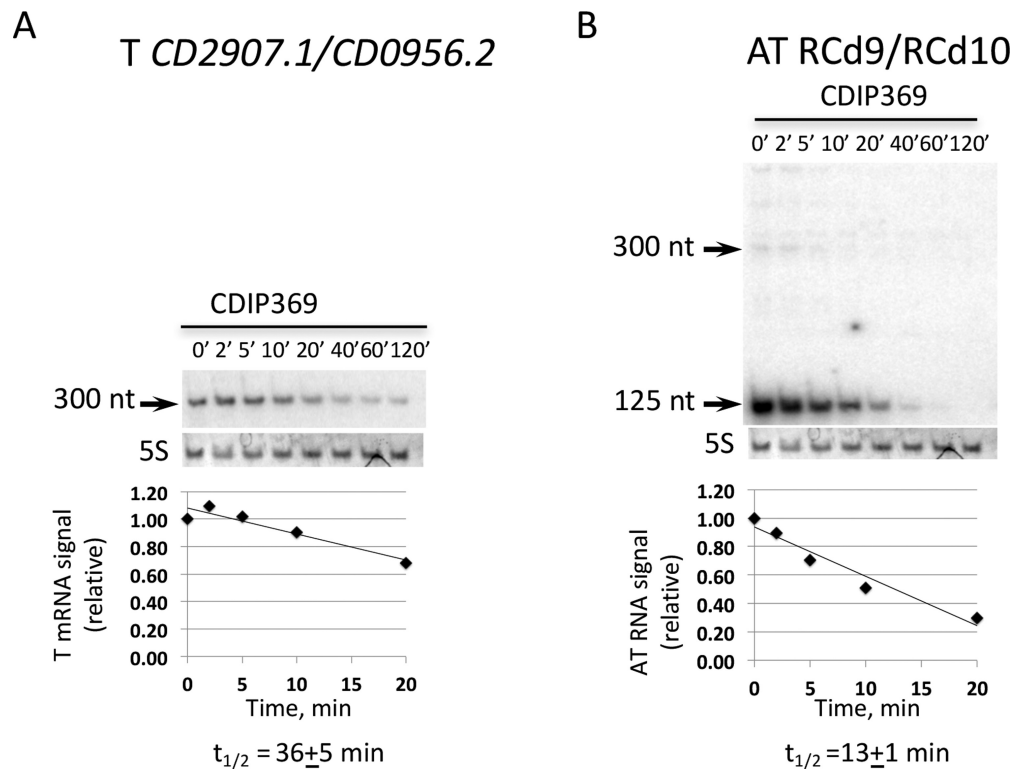 A
T CD2907.1/CD0956.2
CDIP369
0’ 2’ 5’ 10’ 20’ 40’ 60’ 120’
300 nt
5S
1.20
1.00
0.80
0.60
0.40
0.20
0.00
T mRNA signal
(relative)
0 5 10 15 20
Time, min
t1/2 = 36±5 min
B
AT RCd9/RCd10
CDIP369
0’ 2’ 5’ 10’ 20’ 40’ 60’ 120’
300 nt
125 nt
5S
1.20
1.00
0.80
0.60
0.40
0.20
0.00
AT RNA signal
(relative)
0 5 10 15 20
Time, min
t1/2 =13±1 min